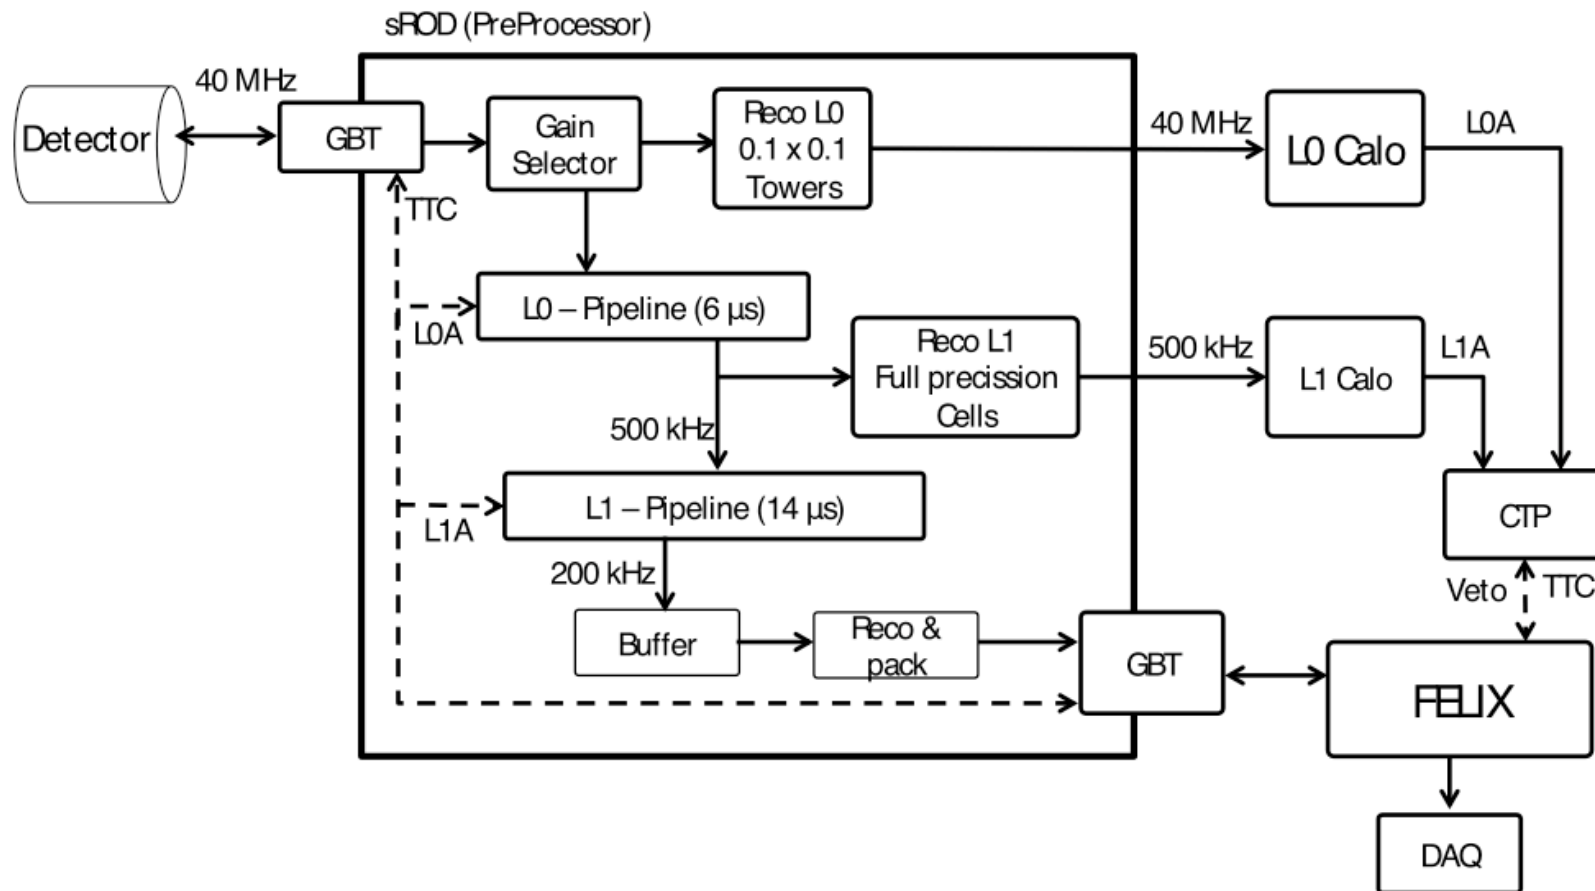 sROD (PreProcessor)
40 MHz
Detector
GBT
Gain
Selector
Reco L0
0.1 x 0.1
Towers
40 MHz
L0 Calo
L0A
TTC
L0 – Pipeline (6 µs)
L0A
Reco L1
Full precission
Cells
500 kHz
L1 Calo
L1A
500 kHz
L1 – Pipeline (14 µs)
L1A
CTP
200 kHz
Veto
TTC
Buffer
Reco &
pack
GBT
FELIX
DAQ